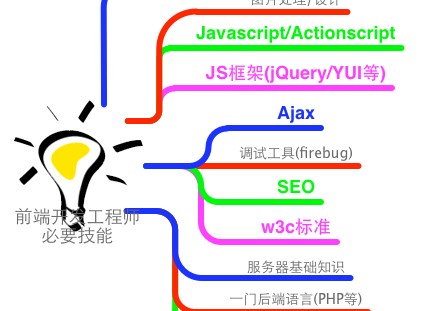 图片处理/设计
Javascript/Actionscript
JS框架(jQuery/YUI等)
Ajax
调试工具(firebug)
SEO
w3c标准
前端开发工程师
必要技能
服务器基础知识
一门后端语言(PHP等)